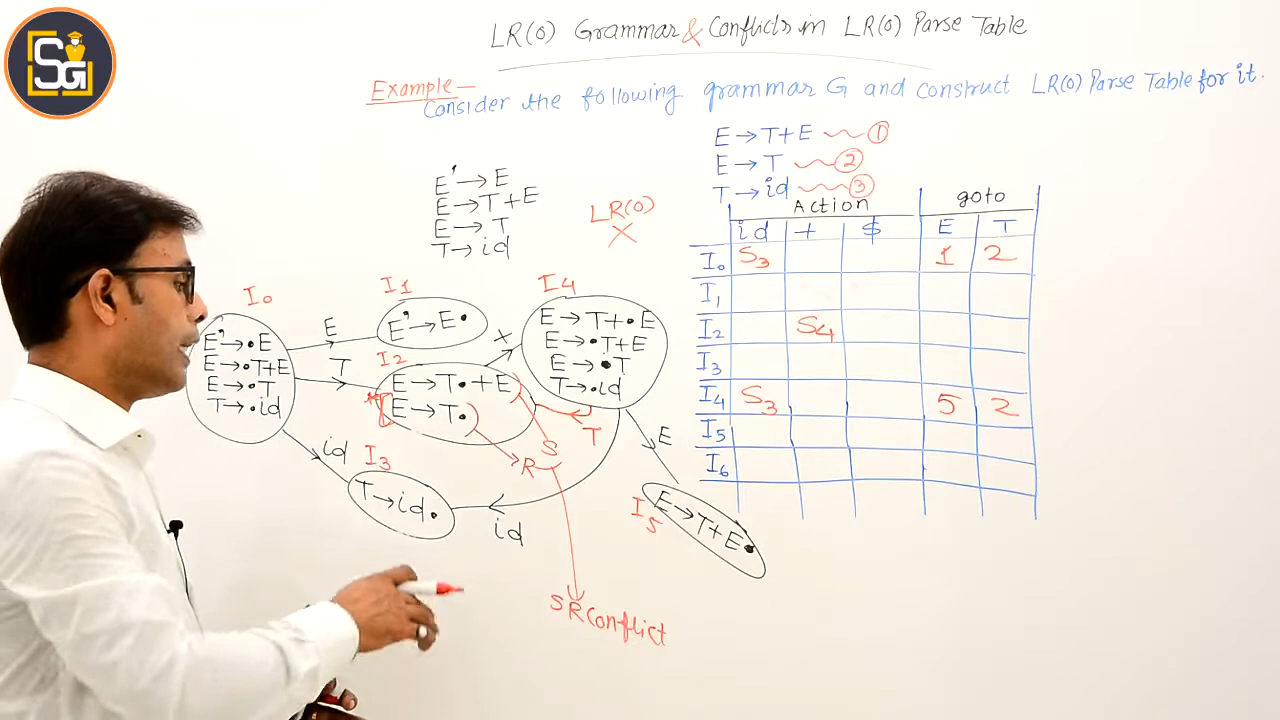 SG
LR(0) Grammar & Conflicts in LR(0) Parse Table
Example—
Consider the following grammar G and construct LR(0) Parse Table for it.
E → T+E ①
E → T ②
T → id ③
E' → E
E → T+E
E → T
T → id
LR(0)
X
Action goto
id + $ E T
I0 S3 1 2
I1
I2 S4
I3
I4 S3 5 2
I5
I6
I0
E' → •E
E → •T+E
E → •T
T → •id
E
T
id
I1
E' → E•
I2
E → T• +E
E → T•
I3
T → id•
I4
E → T+•E
E → •T+E
E → •T
T → •id
T
E
id
I5
E → T+E•
S
R
SR Conflict